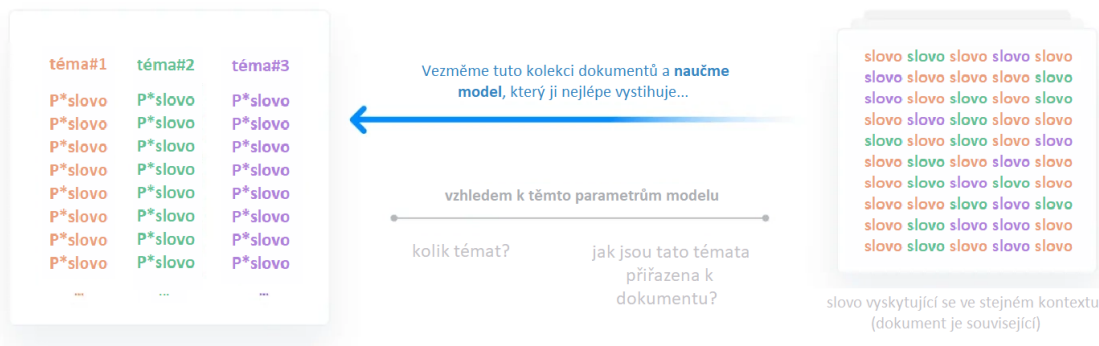 téma#1 téma#2 téma#3
P*slovo P*slovo P*slovo
P*slovo P*slovo P*slovo
P*slovo P*slovo P*slovo
P*slovo P*slovo P*slovo
P*slovo P*slovo P*slovo
P*slovo P*slovo P*slovo
P*slovo P*slovo P*slovo
P*slovo P*slovo P*slovo
... ... ...
Vezměme tuto kolekci dokumentů a naučme
model, který ji nejlépe vystihuje...
vzhledem k těmto parametrům modelu
kolik témat?
jak jsou tato témata
přiřazena k
dokumentu?
slovo slovo slovo slovo slovo
slovo slovo slovo slovo slovo
slovo slovo slovo slovo slovo
slovo slovo slovo slovo slovo
slovo slovo slovo slovo slovo
slovo slovo slovo slovo slovo
slovo slovo slovo slovo slovo
slovo slovo slovo slovo slovo
slovo slovo slovo slovo slovo
slovo slovo slovo slovo slovo
slovo vyskytující se ve stejném kontextu
(dokument je související)